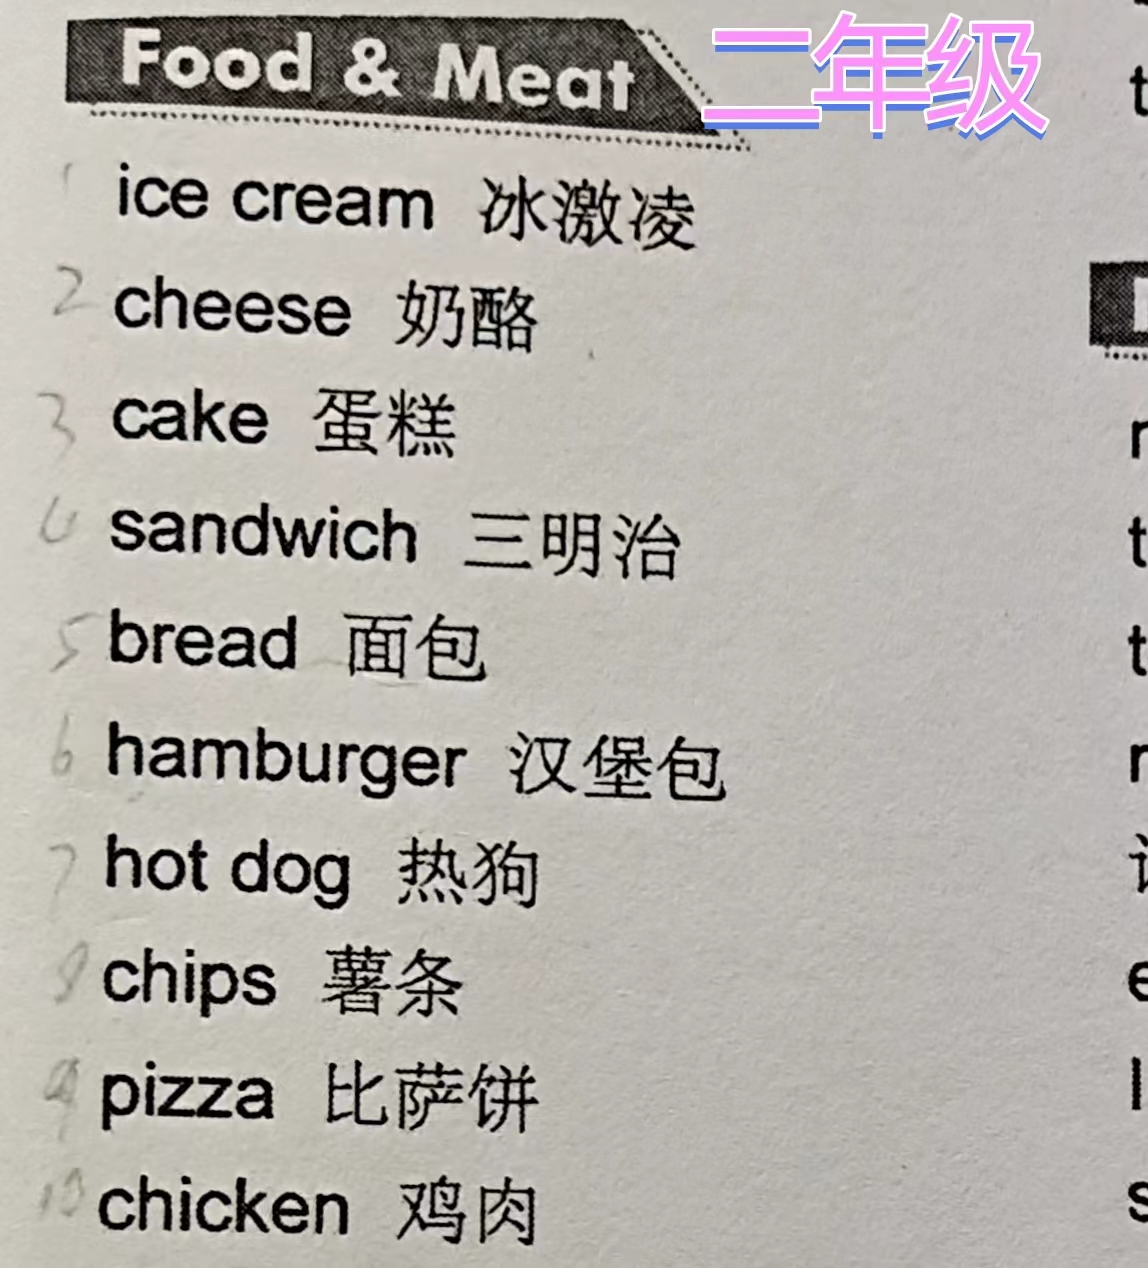 Food & Meat 二年级
1 ice cream 冰激凌
2 cheese 奶酪
3 cake 蛋糕
4 sandwich 三明治
5 bread 面包
6 hamburger 汉堡包
7 hot dog 热狗
8 chips 薯条
9 pizza 比萨饼
10 chicken 鸡肉